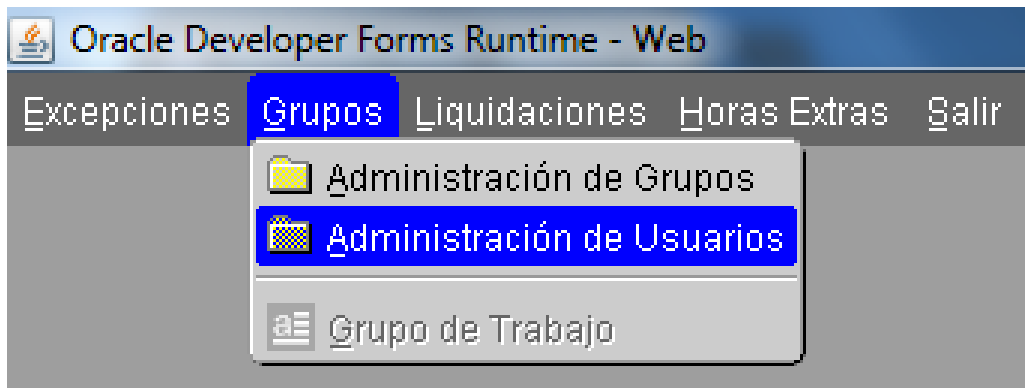 Oracle Developer Forms Runtime - Web
Excepciones Grupos Liquidaciones Horas Extras Salir
Administración de Grupos
Administración de Usuarios
Grupo de Trabajo